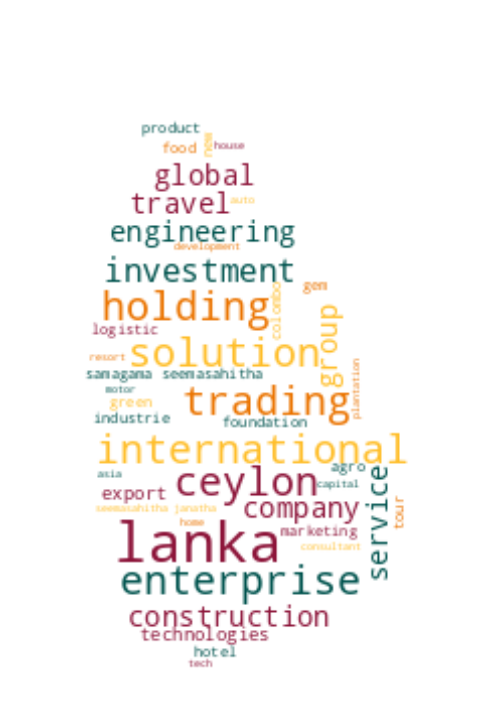 product
food new house
global
travel auto
engineering
development
investment
holding colombo gem
logistic group
resort solution
samagama seemasahitha
motor plantation
green trading
industrie foundation
international
asia agro
ceylon capital
export service
seemasahitha janatha company tour
home
lanka marketing
consultant
enterprise
construction
technologies
hotel
tech